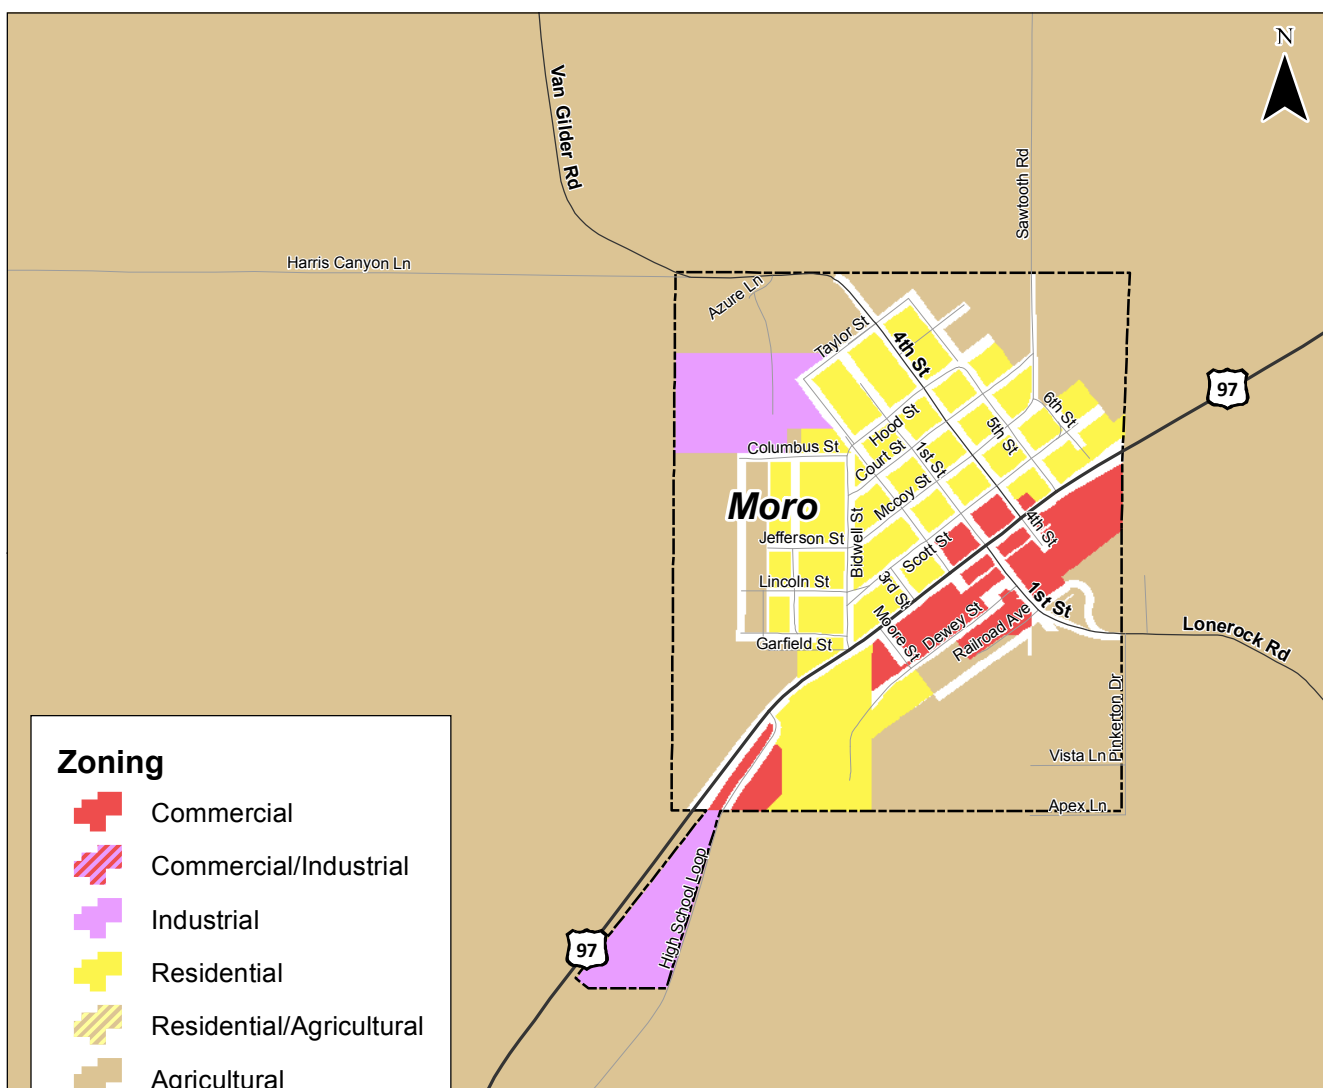 N
Van Gilder Rd
Sawtooth Rd
Harris Canyon Ln
Azure Ln
Taylor St
4th St
97
6th St
Hood St
5th St
Columbus St
Court St
1st St
Mccoy St
Moro
4th St
Jefferson St
Bidwell St
Scott St
Lincoln St
3rd St
1st St
Moore St
Dewey St
Railroad Ave
Lonerock Rd
Garfield St
Pinkerton Dr
Vista Ln
Apex Ln
High School Loop
97
Zoning
Commercial
Commercial/Industrial
Industrial
Residential
Residential/Agricultural
Agricultural